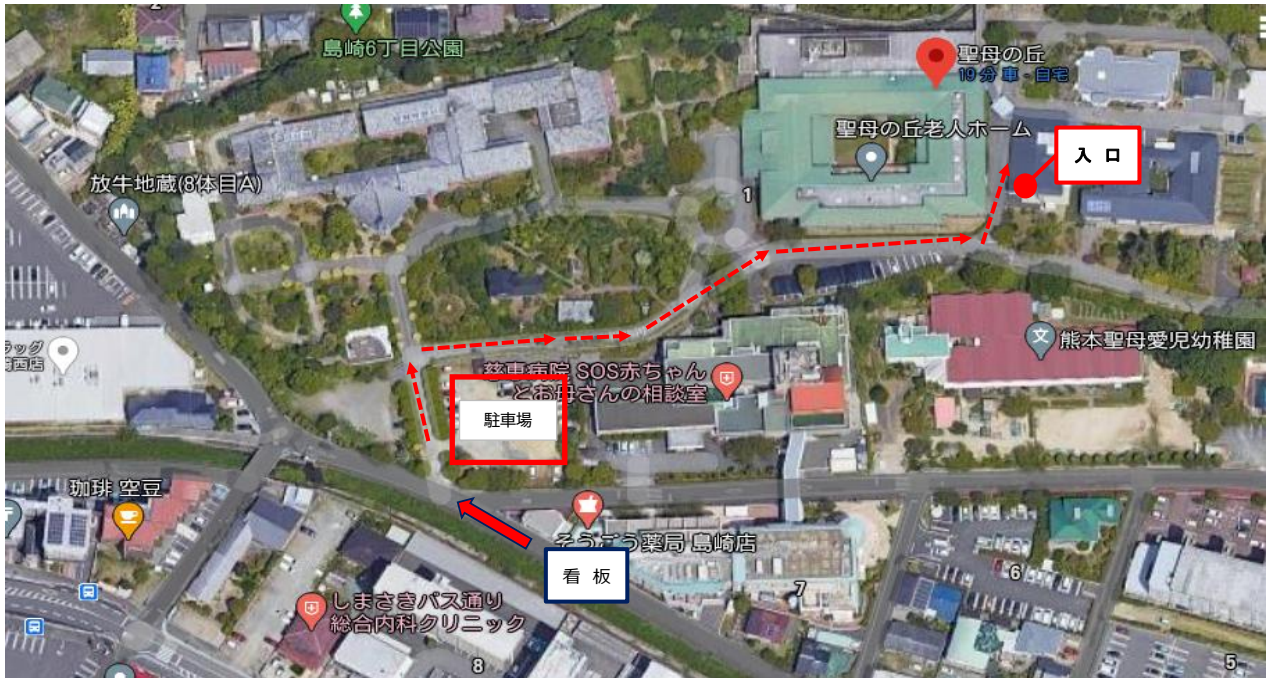 2
島崎6丁目公園
聖母の丘
19 分 車 - 自宅
聖母の丘老人ホーム
入 口
放牛地蔵(8体目A)
1
ラッグ
西店
慈恵病院 SOS赤ちゃん
とお母さんの相談室
文
熊本聖母愛児幼稚園
駐車場
珈琲 空豆
そうごう薬局 島崎店
看 板
しまさきバス通り
総合内科クリニック
6
7
8
5